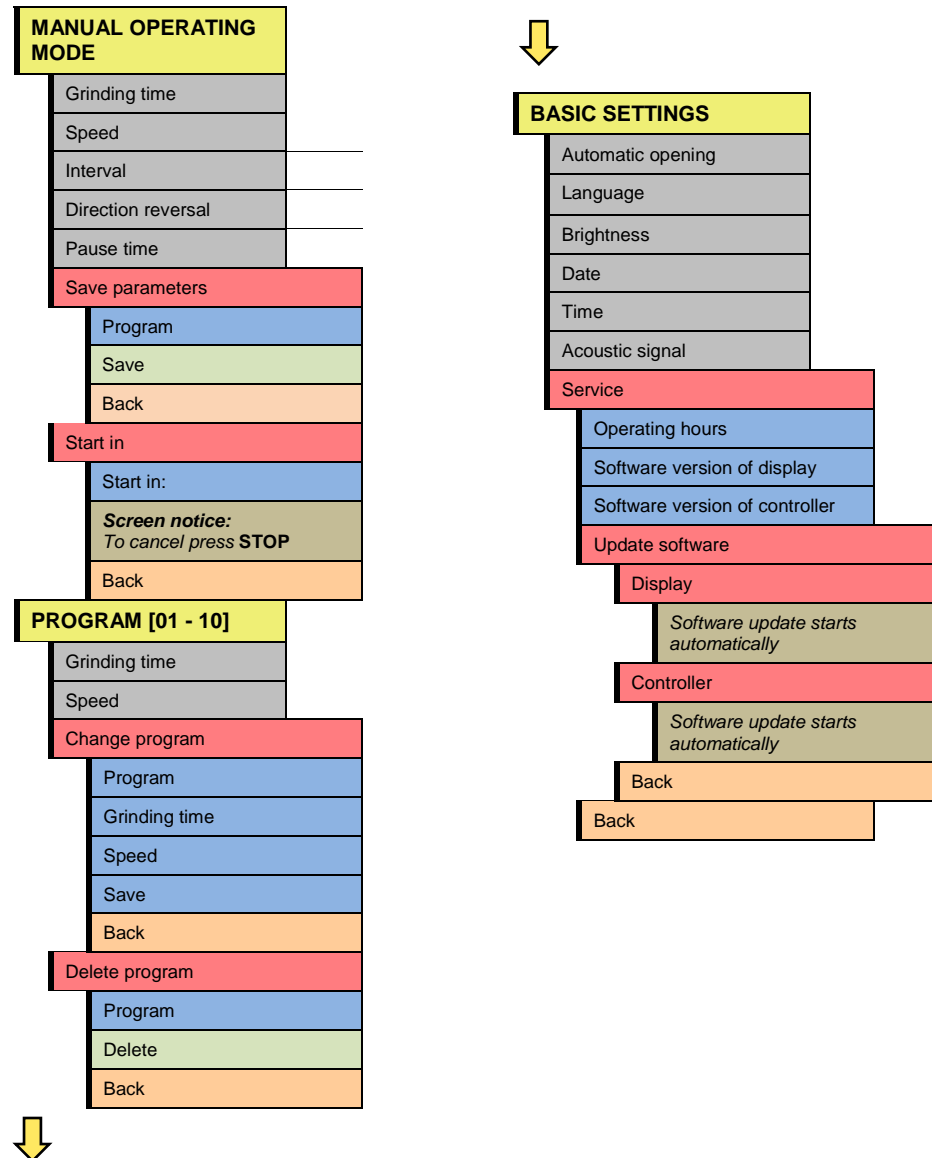 MANUAL OPERATING
MODE
Grinding time
Speed
Interval
Direction reversal
Pause time
Save parameters
Program
Save
Back
Start in
Start in:
Screen notice:
To cancel press STOP
Back
PROGRAM [01 - 10]
Grinding time
Speed
Change program
Program
Grinding time
Speed
Save
Back
Delete program
Program
Delete
Back
BASIC SETTINGS
Automatic opening
Language
Brightness
Date
Time
Acoustic signal
Service
Operating hours
Software version of display
Software version of controller
Update software
Display
Software update starts
automatically
Controller
Software update starts
automatically
Back
Back